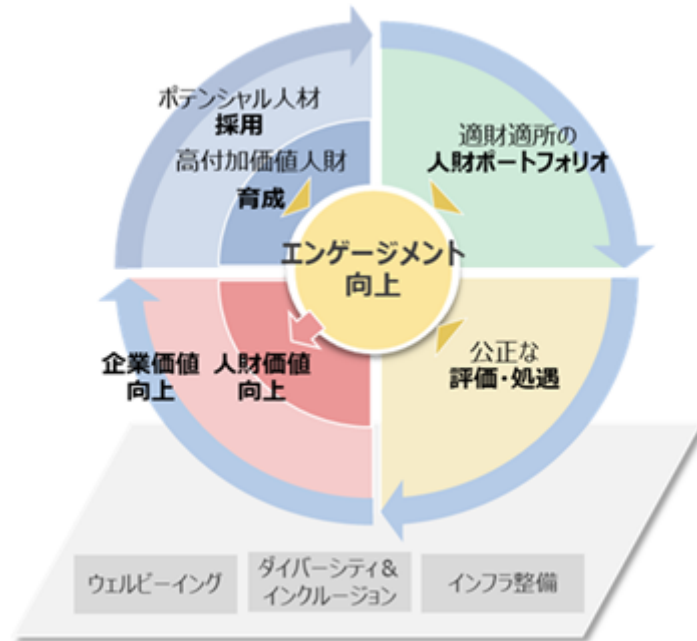 ポテンシャル人材
採用
高付加価値人財
育成
適財適所の
人財ポートフォリオ
エンゲージメント
向上
企業価値
向上
人財価値
向上
公正な
評価・処遇
ウェルビーイング
ダイバーシティ&
インクルージョン
インフラ整備